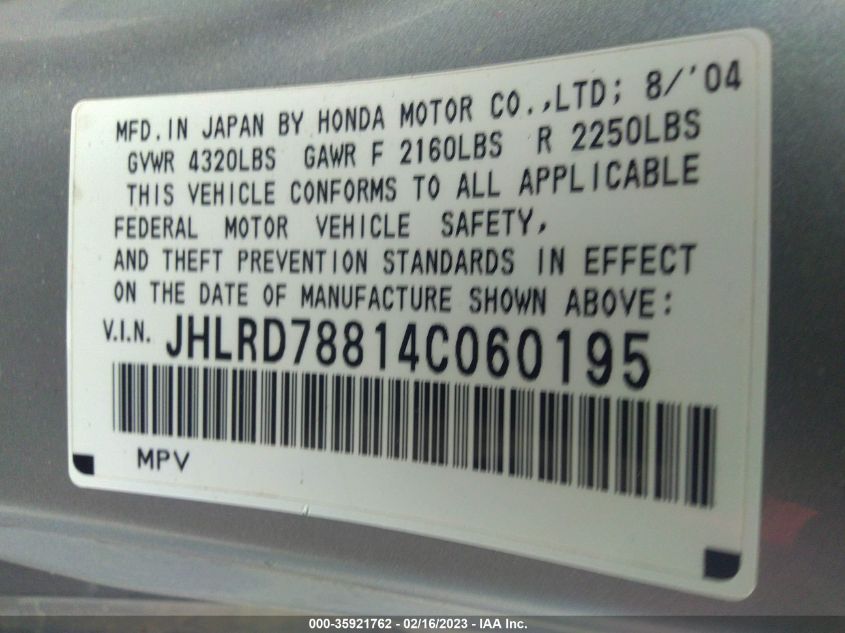 MFD. IN JAPAN BY HONDA MOTOR CO.,LTD; 8/'04
GVWR 4320LBS GAWR F 2160LBS R 2250LBS
THIS VEHICLE CONFORMS TO ALL APPLICABLE
FEDERAL MOTOR VEHICLE SAFETY,
AND THEFT PREVENTION STANDARDS IN EFFECT
ON THE DATE OF MANUFACTURE SHOWN ABOVE:
V.I.N. JHLRD78814C060195
MPV
000-35921762 - 02/16/2023 - IAA Inc.